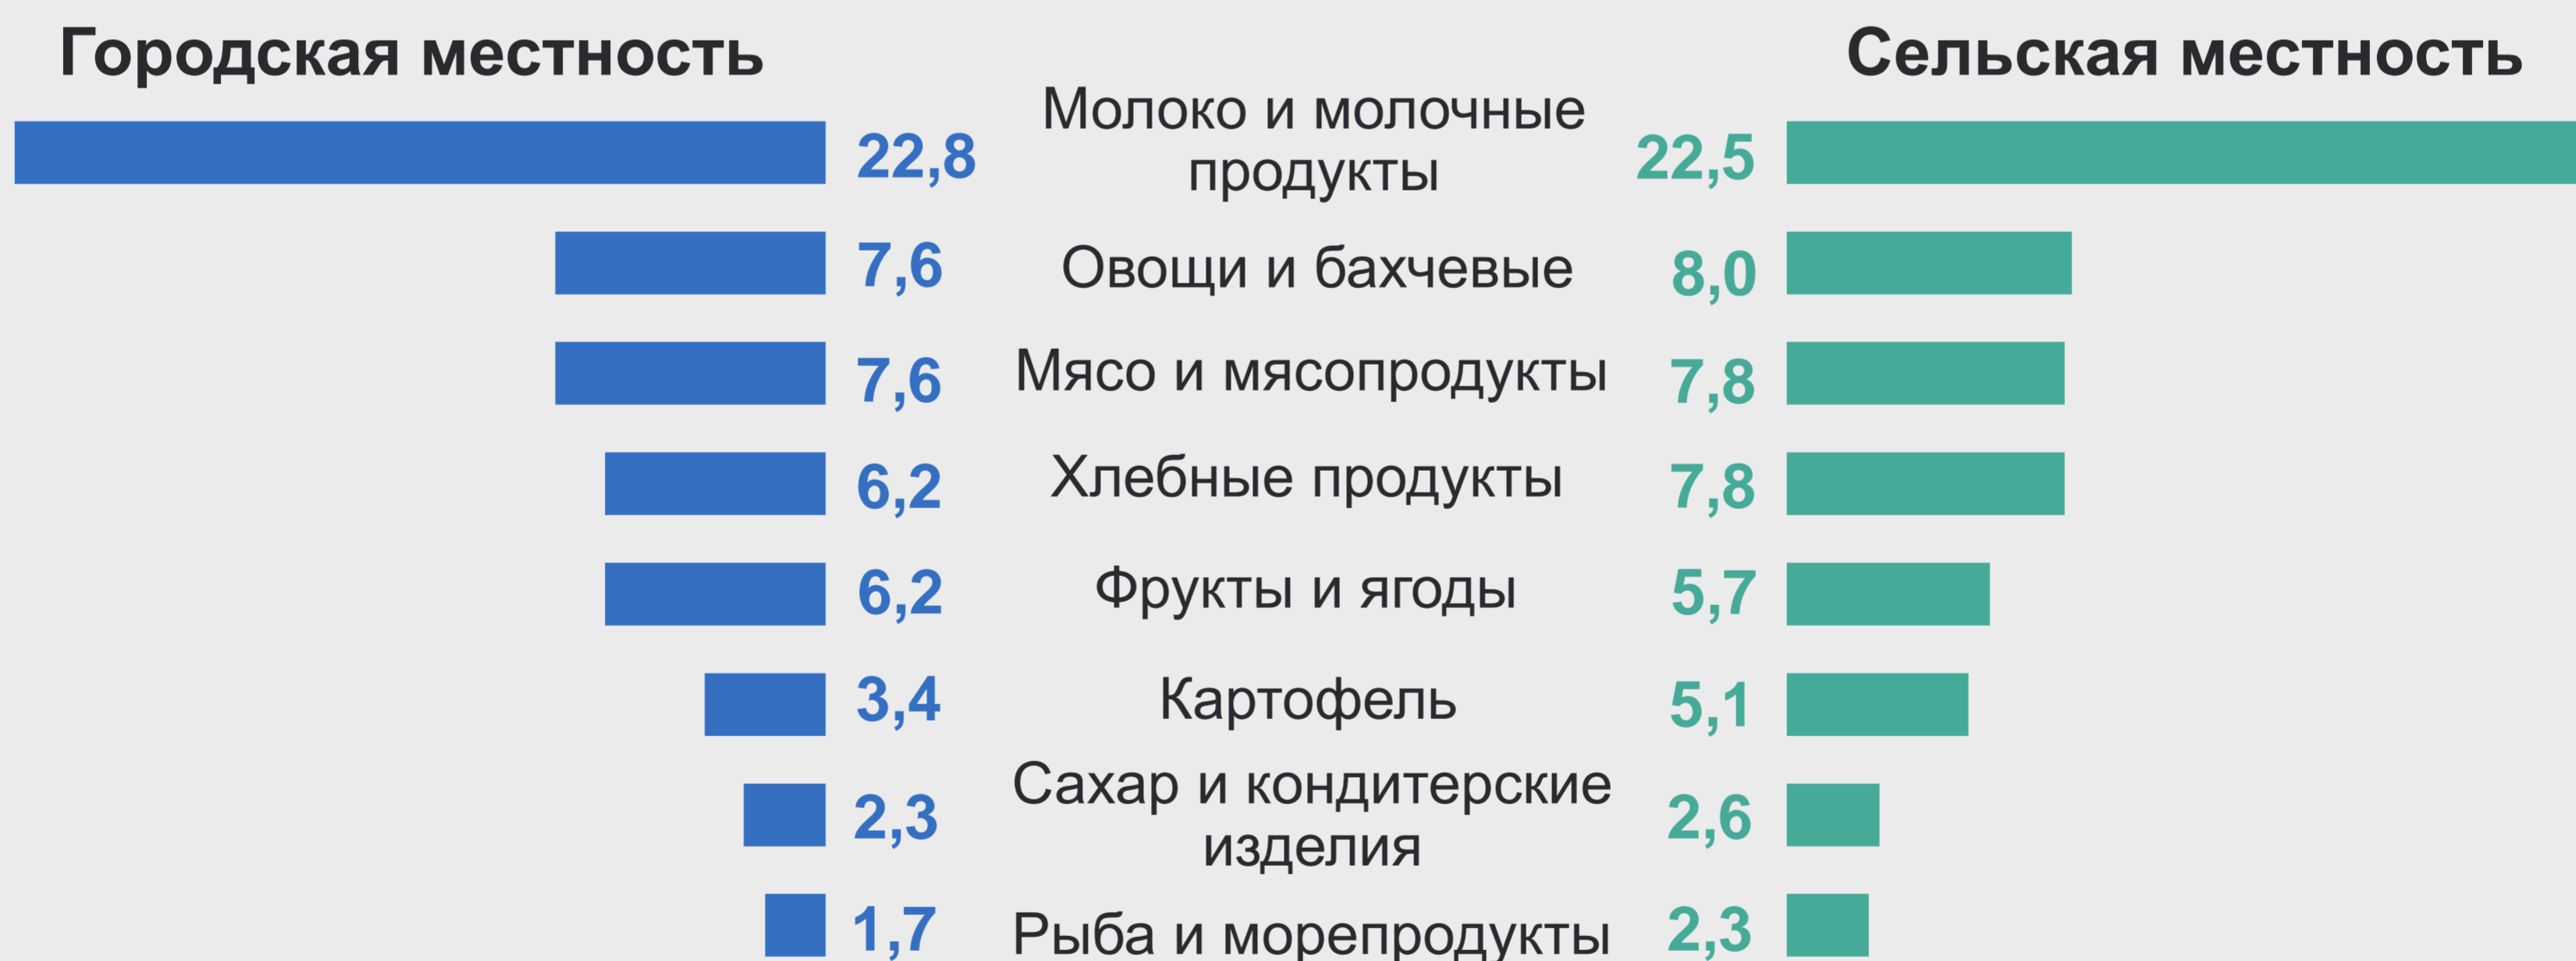 Городская местность
Сельская местность
22,8
Молоко и молочные
продукты
22,5
7,6
Овощи и бахчевые
8,0
7,6
Мясо и мясопродукты
7,8
6,2
Хлебные продукты
7,8
6,2
Фрукты и ягоды
5,7
3,4
Картофель
5,1
2,3
Сахар и кондитерские
изделия
2,6
1,7
Рыба и морепродукты
2,3